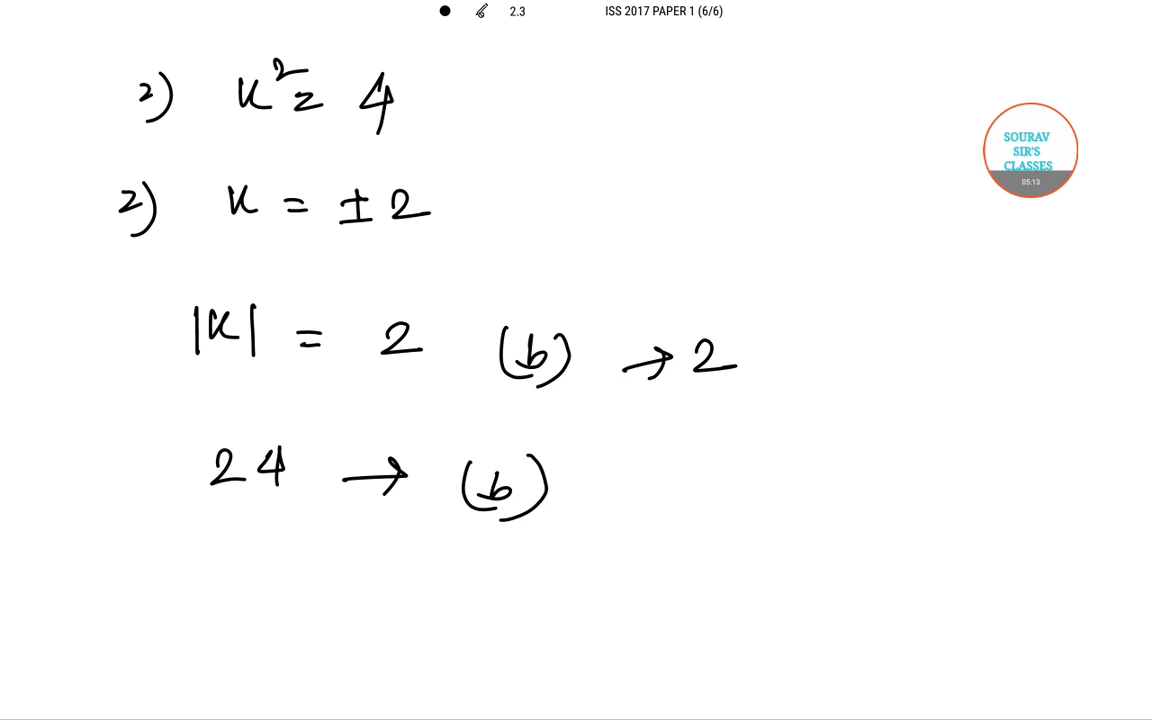 2.3 ISS 2017 PAPER 1 (6/6)
SOURAV
SIR'S
CLASSES
05:13
2) K² = 4
2) K = ± 2
|K| = 2 (b) → 2
24 → (b)